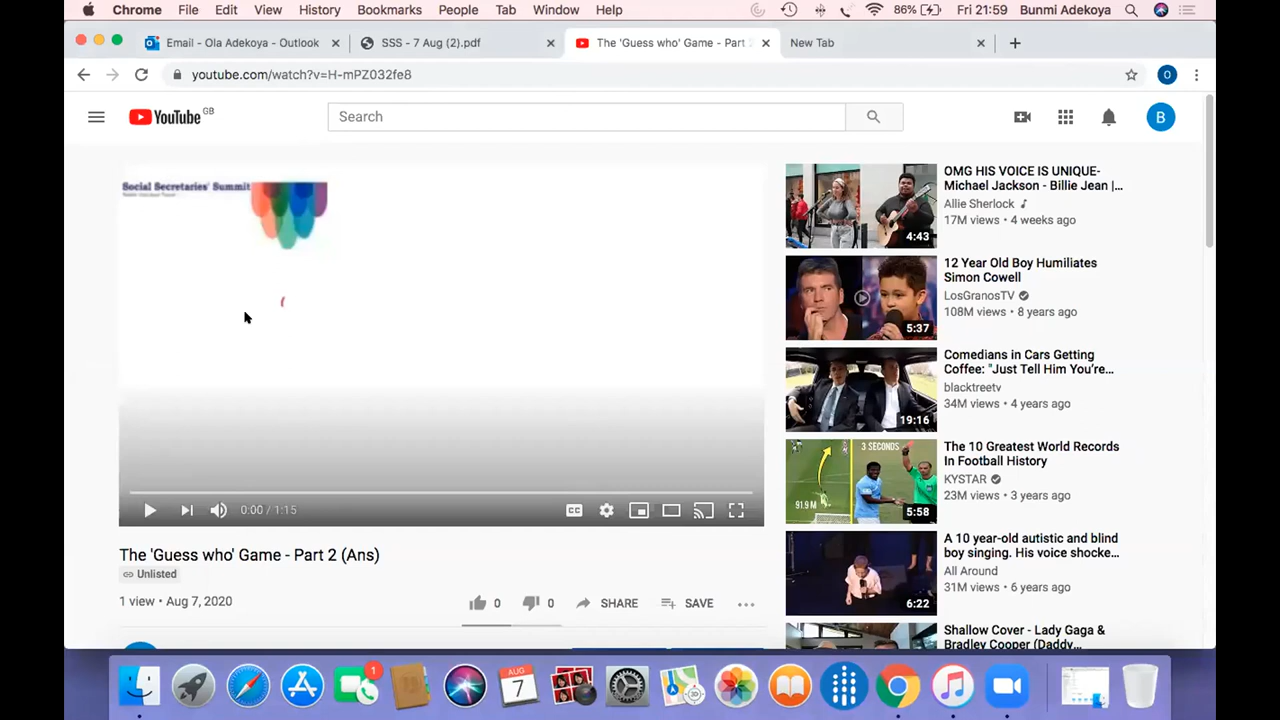 Chrome File Edit View History Bookmarks People Tab Window Help 86% Fri 21:59 Bunmi Adekoya
Email - Ola Adekoya - Outlook × SSS - 7 Aug (2).pdf × The 'Guess who' Game - Part 2 × New Tab × +
youtube.com/watch?v=H-mPZ032fe8 O
YouTube GB
Search
B
Social Secretaries' Summit
0:00 / 1:15
CC
The 'Guess who' Game - Part 2 (Ans)
Unlisted
1 view • Aug 7, 2020
0 0 SHARE SAVE
OMG HIS VOICE IS UNIQUE-
Michael Jackson - Billie Jean |...
Allie Sherlock
17M views • 4 weeks ago
4:43
12 Year Old Boy Humiliates
Simon Cowell
LosGranosTV
108M views • 8 years ago
5:37
Comedians in Cars Getting
Coffee: "Just Tell Him You're...
blacktreetv
34M views • 4 years ago
19:16
The 10 Greatest World Records
In Football History
KYSTAR
23M views • 3 years ago
3 SECONDS
91.9 M
5:58
A 10 year-old autistic and blind
boy singing. His voice shocke...
All Around
31M views • 6 years ago
6:22
Shallow Cover - Lady Gaga &
Bradley Cooper (Daddy...
1
AUG
7
3D